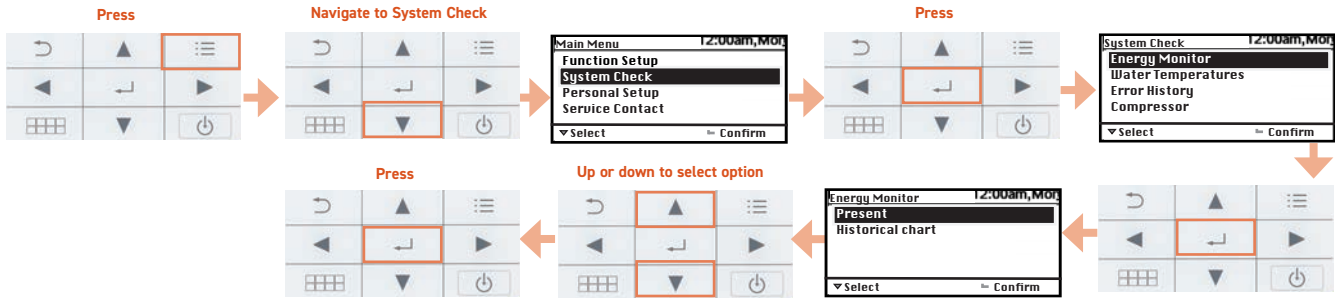 Press
Navigate to System Check
Main Menu 12:00am,Mon
Function Setup
System Check
Personal Setup
Service Contact
▼Select Confirm
Press
System Check 12:00am,Mon
Energy Monitor
Water Temperatures
Error History
Compressor
▼Select Confirm
Energy Monitor 12:00am,Mon
Present
Historical chart
▼Select Confirm
Up or down to select option
Press